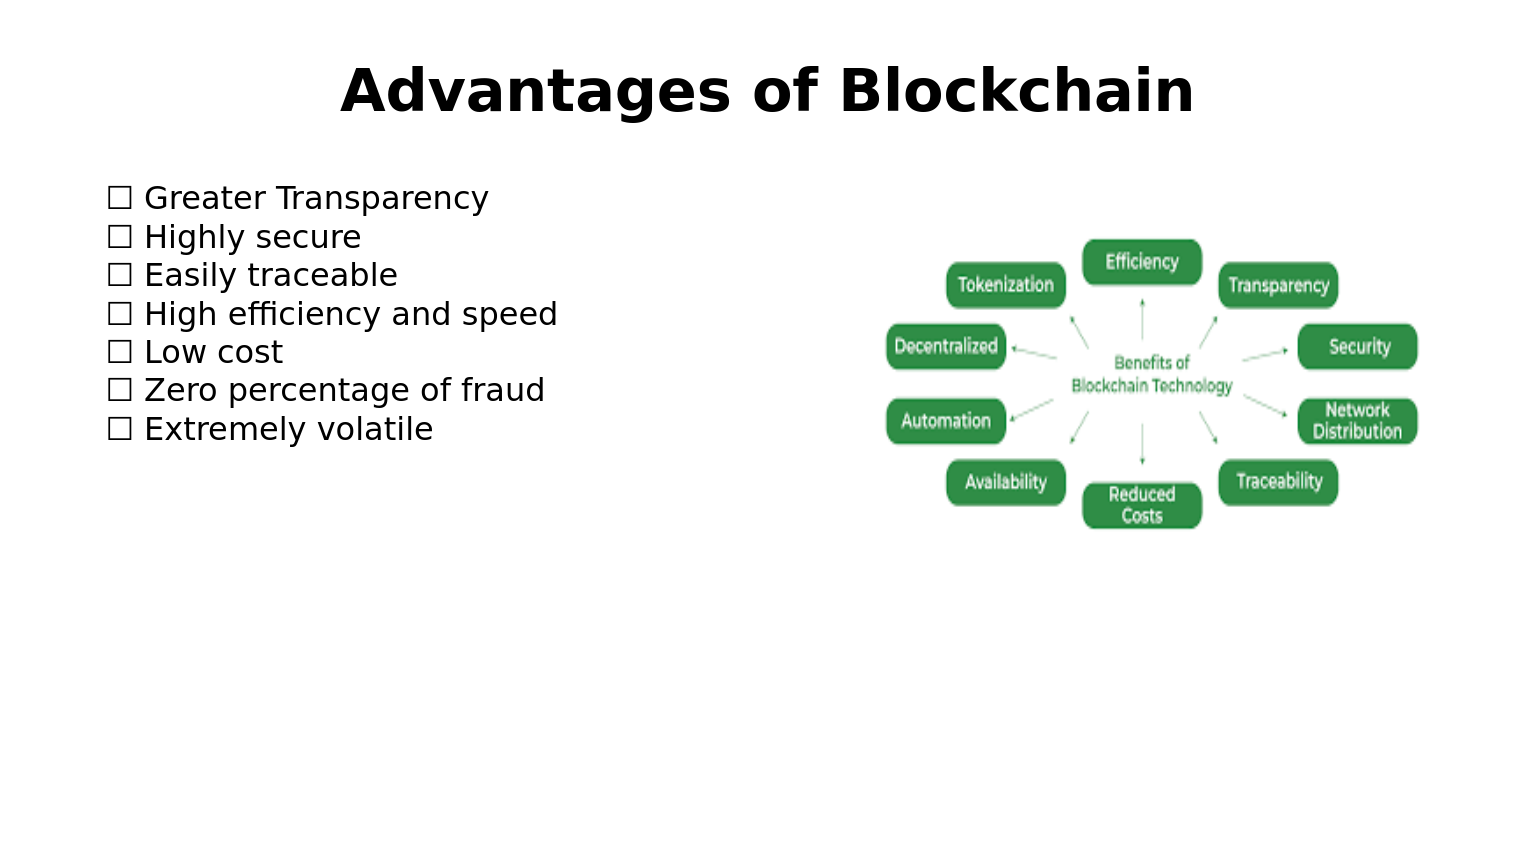 Advantages of Blockchain
☐ Greater Transparency
☐ Highly secure
☐ Easily traceable
☐ High efficiency and speed
☐ Low cost
☐ Zero percentage of fraud
☐ Extremely volatile
Efficiency
Tokenization
Transparency
Decentralized
Security
Benefits of
Blockchain Technology
Automation
Network
Distribution
Availability
Traceability
Reduced
Costs